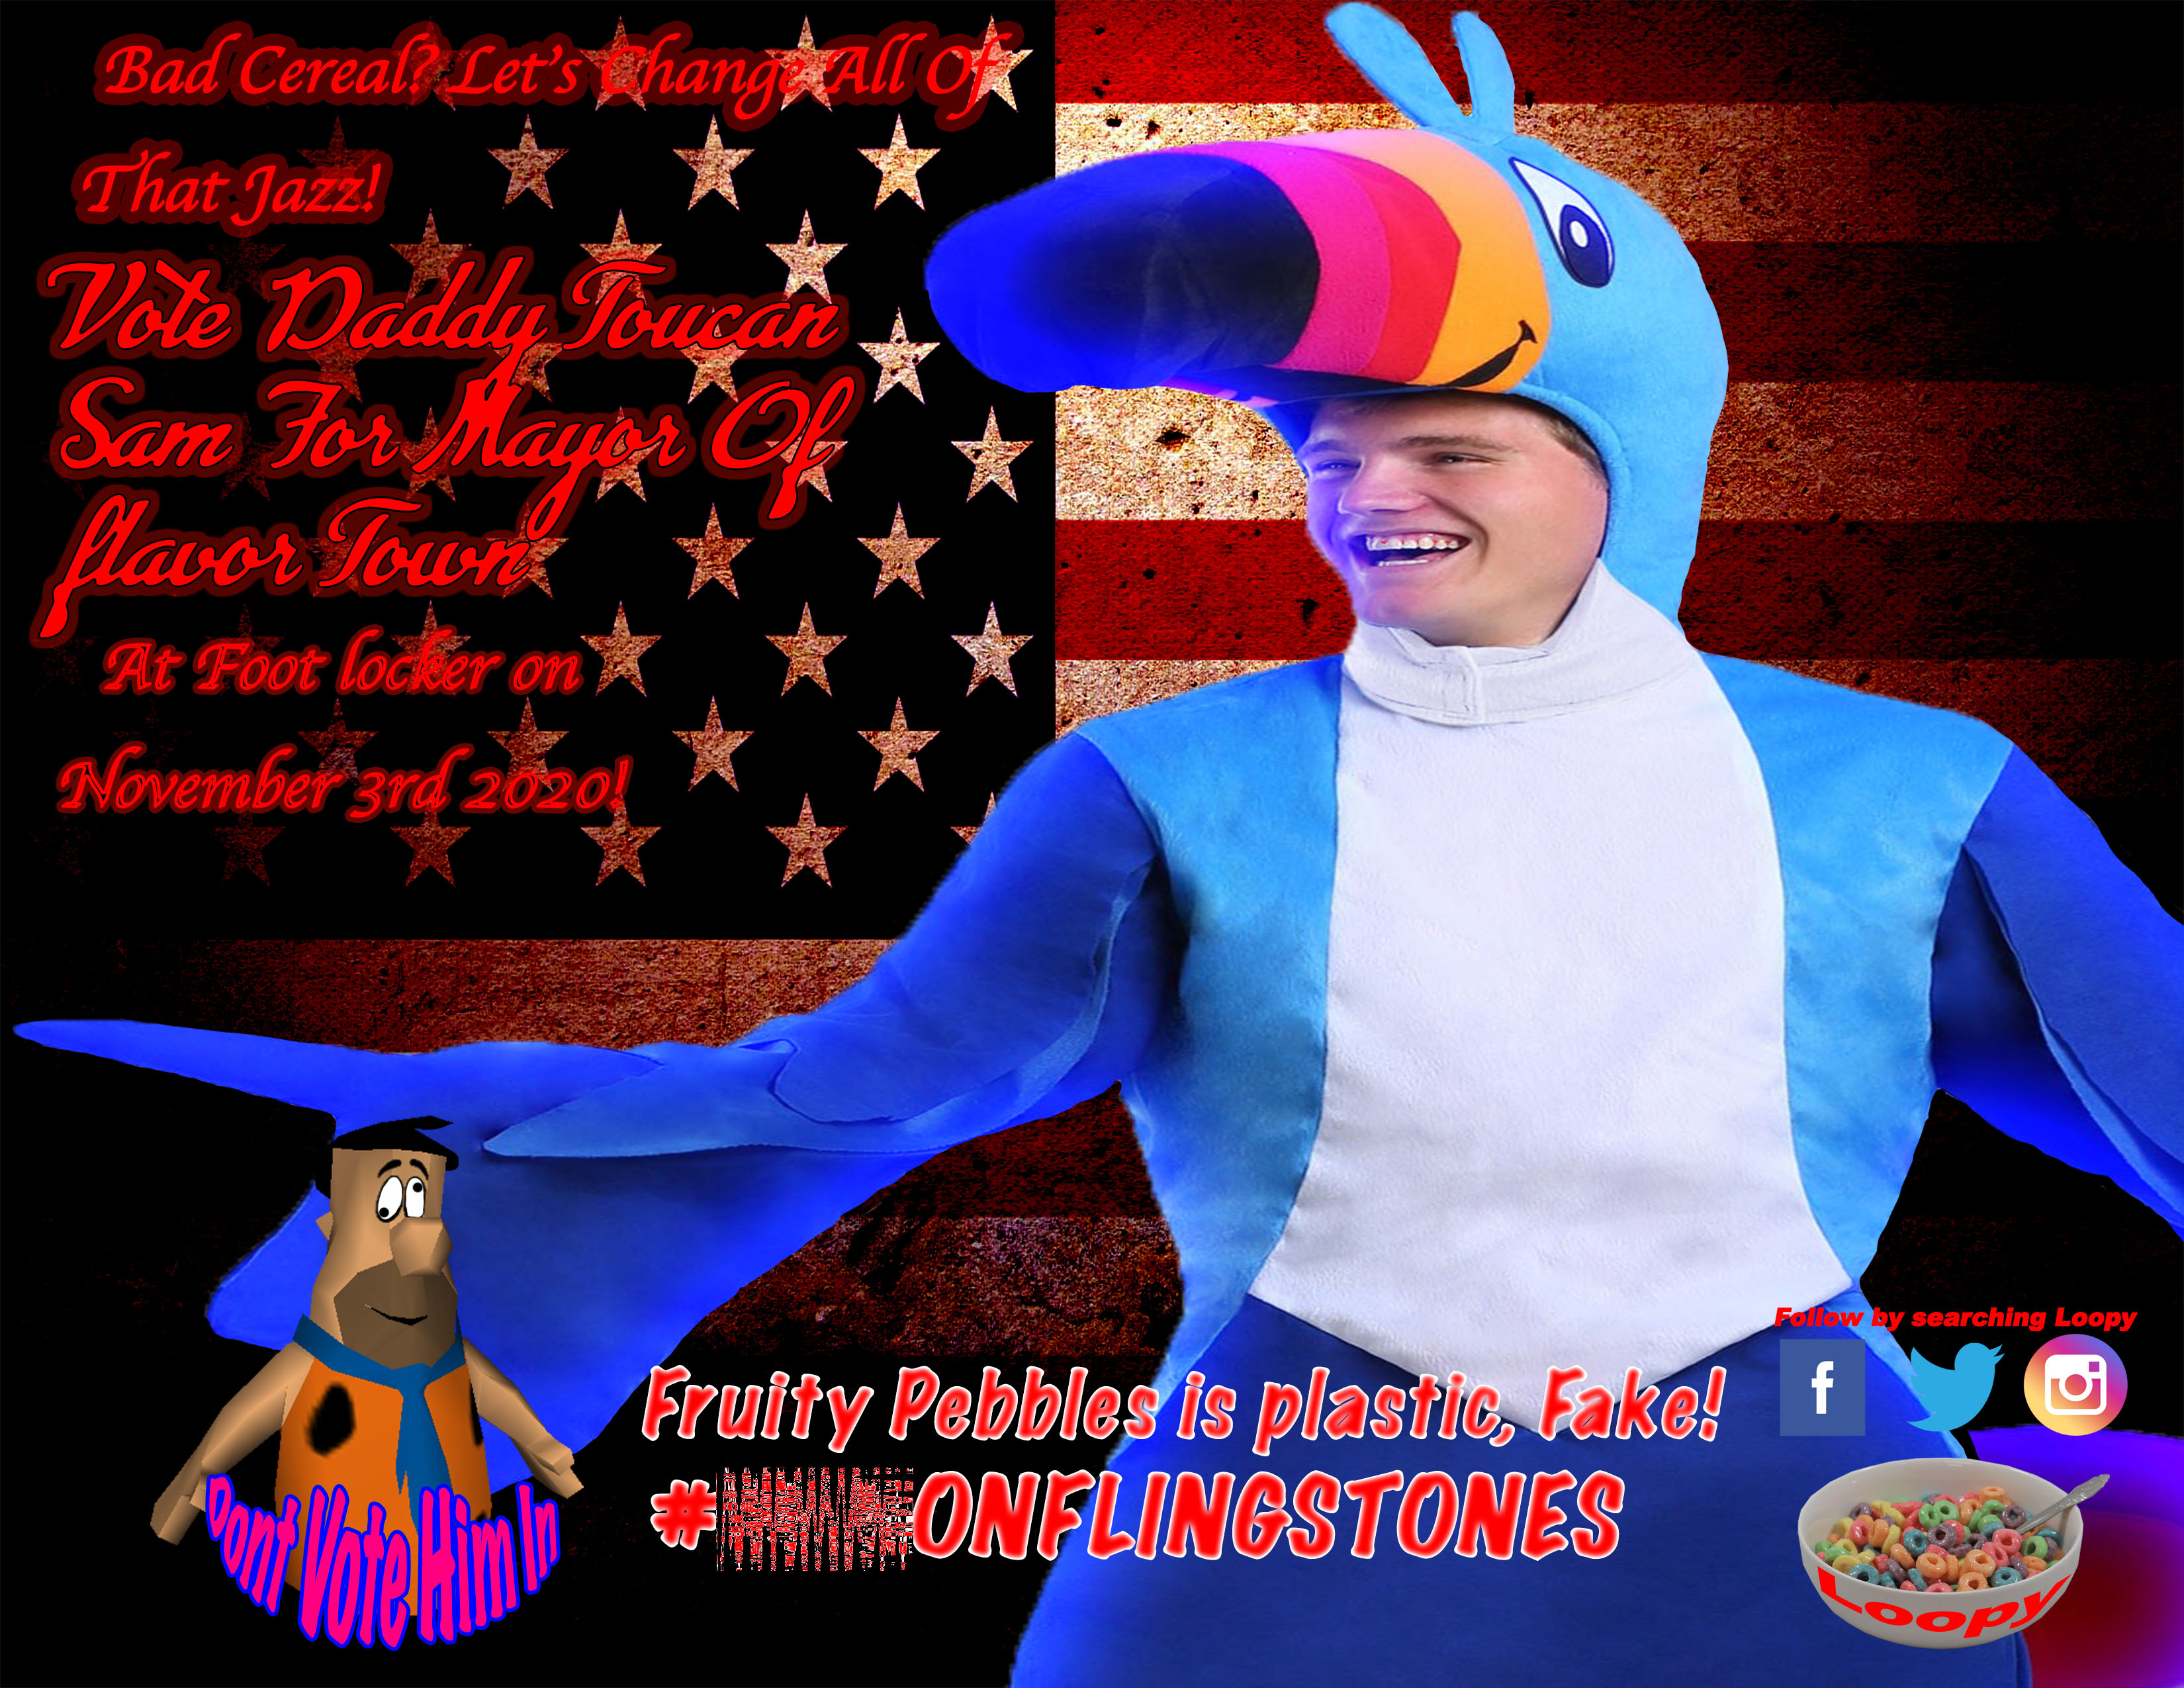 Bad Cereal? Let's Change All Of
That Jazz!
Vote Daddy Toucan
Sam For Mayor Of
flavor Town
At Foot locker on
November 3rd 2020!
Dont Vote Him In
Fruity Pebbles is plastic, Fake!
#ONFLINGSTONES
Follow by searching Loopy
f
Loopy